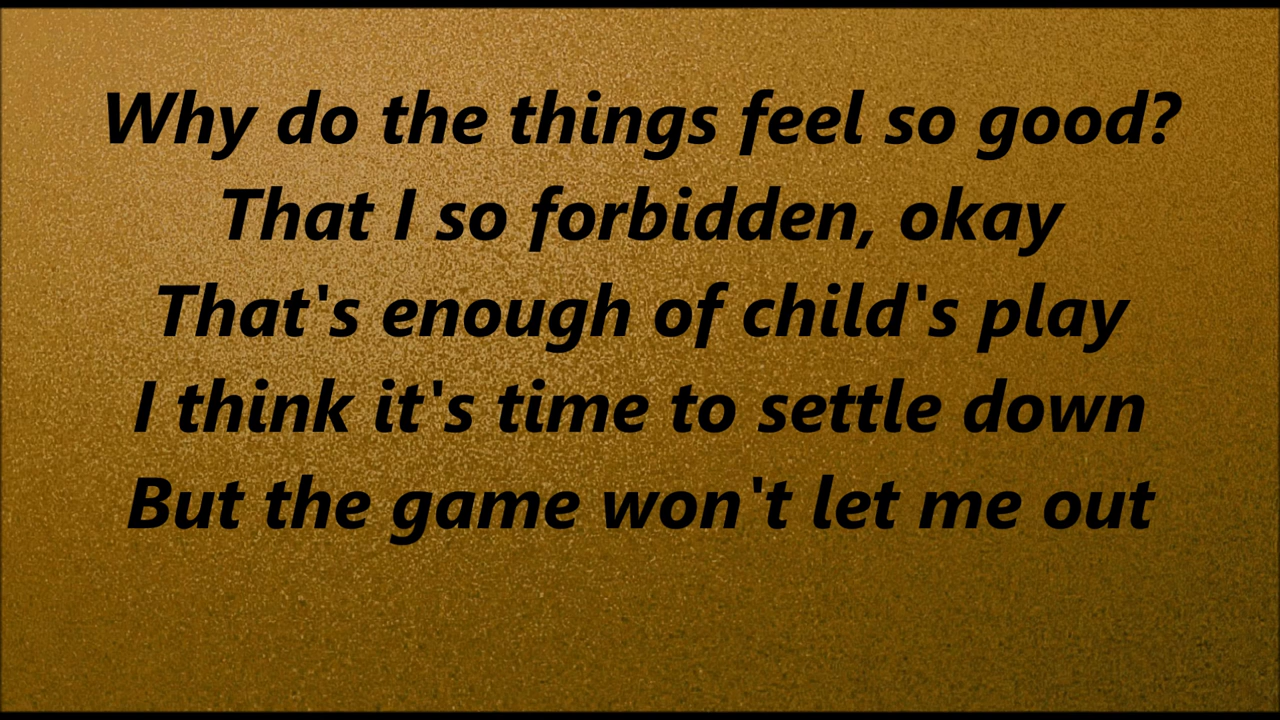 Why do the things feel so good?
That I so forbidden, okay
That's enough of child's play
I think it's time to settle down
But the game won't let me out